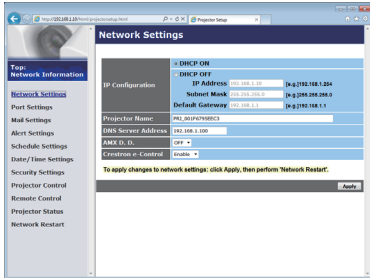 http://192.168.1.10/html/projectorsetup.html
Projector Setup
Top:
Network Information
Network Settings
Port Settings
Mail Settings
Alert Settings
Schedule Settings
Date/Time Settings
Security Settings
Projector Control
Remote Control
Projector Status
Network Restart
Network Settings
IP Configuration
DHCP ON
DHCP OFF
IP Address 192.168.1.10 [e.g.]192.168.1.254
Subnet Mask 255.255.255.0 [e.g.]255.255.255.0
Default Gateway 192.168.1.1 [e.g.]192.168.1.1
Projector Name PRJ_001F6795EEC3
DNS Server Address 192.168.1.100
AMX D. D. OFF
Crestron e-Control Enable
To apply changes to network settings: click Apply, then perform 'Network Restart'.
Apply